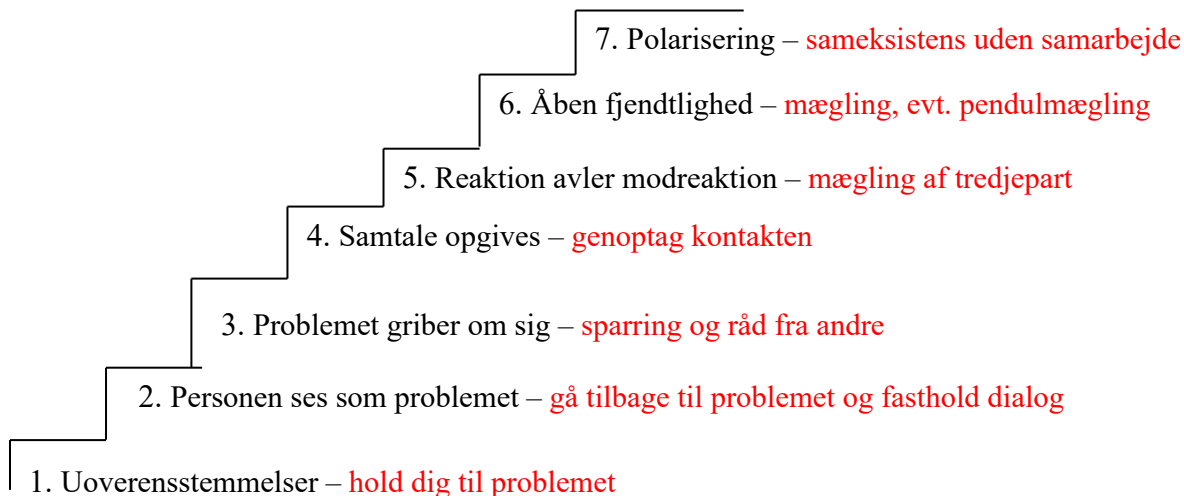 7. Polarisering – sameksistens uden samarbejde
6. Åben fjendtlighed – mægling, evt. pendulmægling
5. Reaktion avler modreaktion – mægling af tredjepart
4. Samtale opgives – genoptag kontakten
3. Problemet griber om sig – sparring og råd fra andre
2. Personen ses som problemet – gå tilbage til problemet og fasthold dialog
1. Uoverensstemmelser – hold dig til problemet